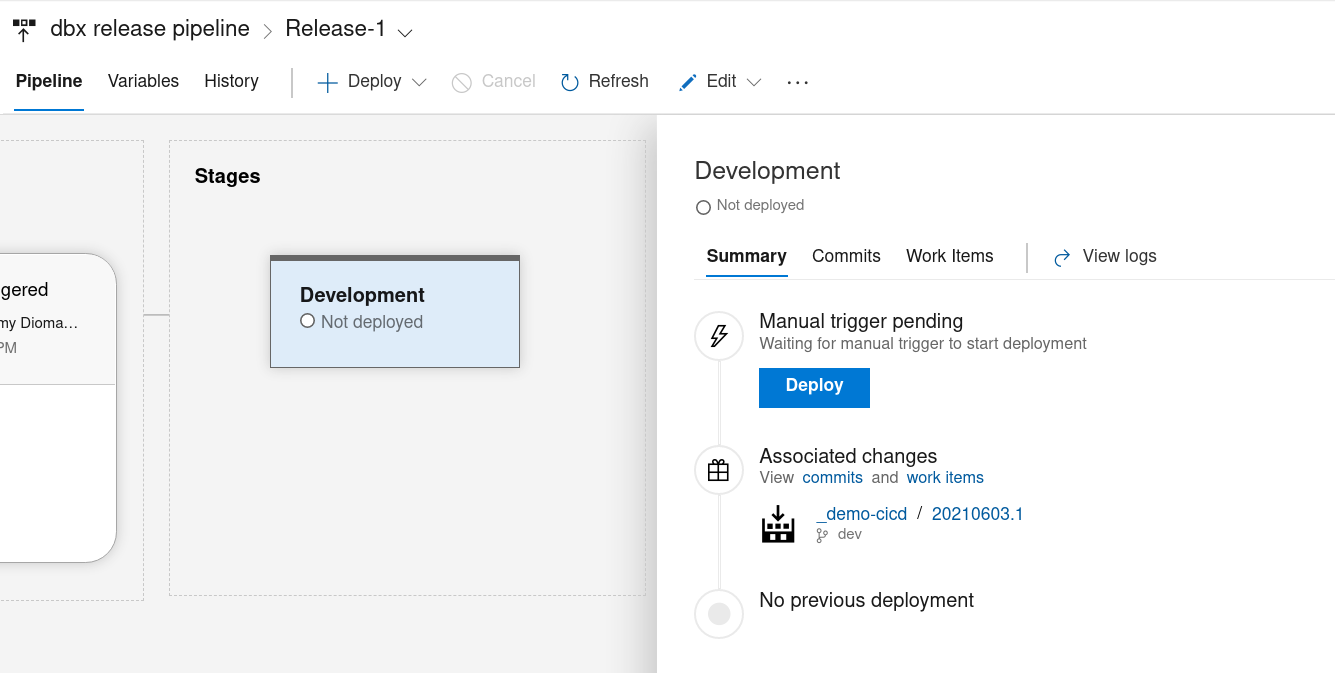 dbx release pipeline > Release-1
Pipeline Variables History Deploy Cancel Refresh Edit ...
Stages
gered
my Dioma...
PM
Development
Not deployed
Development
Not deployed
Summary Commits Work Items View logs
Manual trigger pending
Waiting for manual trigger to start deployment
Deploy
Associated changes
View commits and work items
_demo-cicd / 20210603.1
dev
No previous deployment